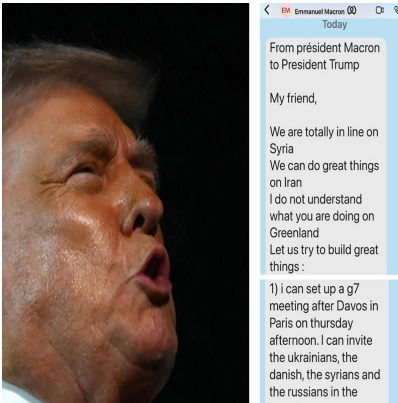 EM Emmanuel Macron
Today
From président Macron
to President Trump
My friend,
We are totally in line on
Syria
We can do great things
on Iran
I do not understand
what you are doing on
Greenland
Let us try to build great
things :
1) i can set up a g7
meeting after Davos in
Paris on thursday
afternoon. I can invite
the ukrainians, the
danish, the syrians and
the russians in the